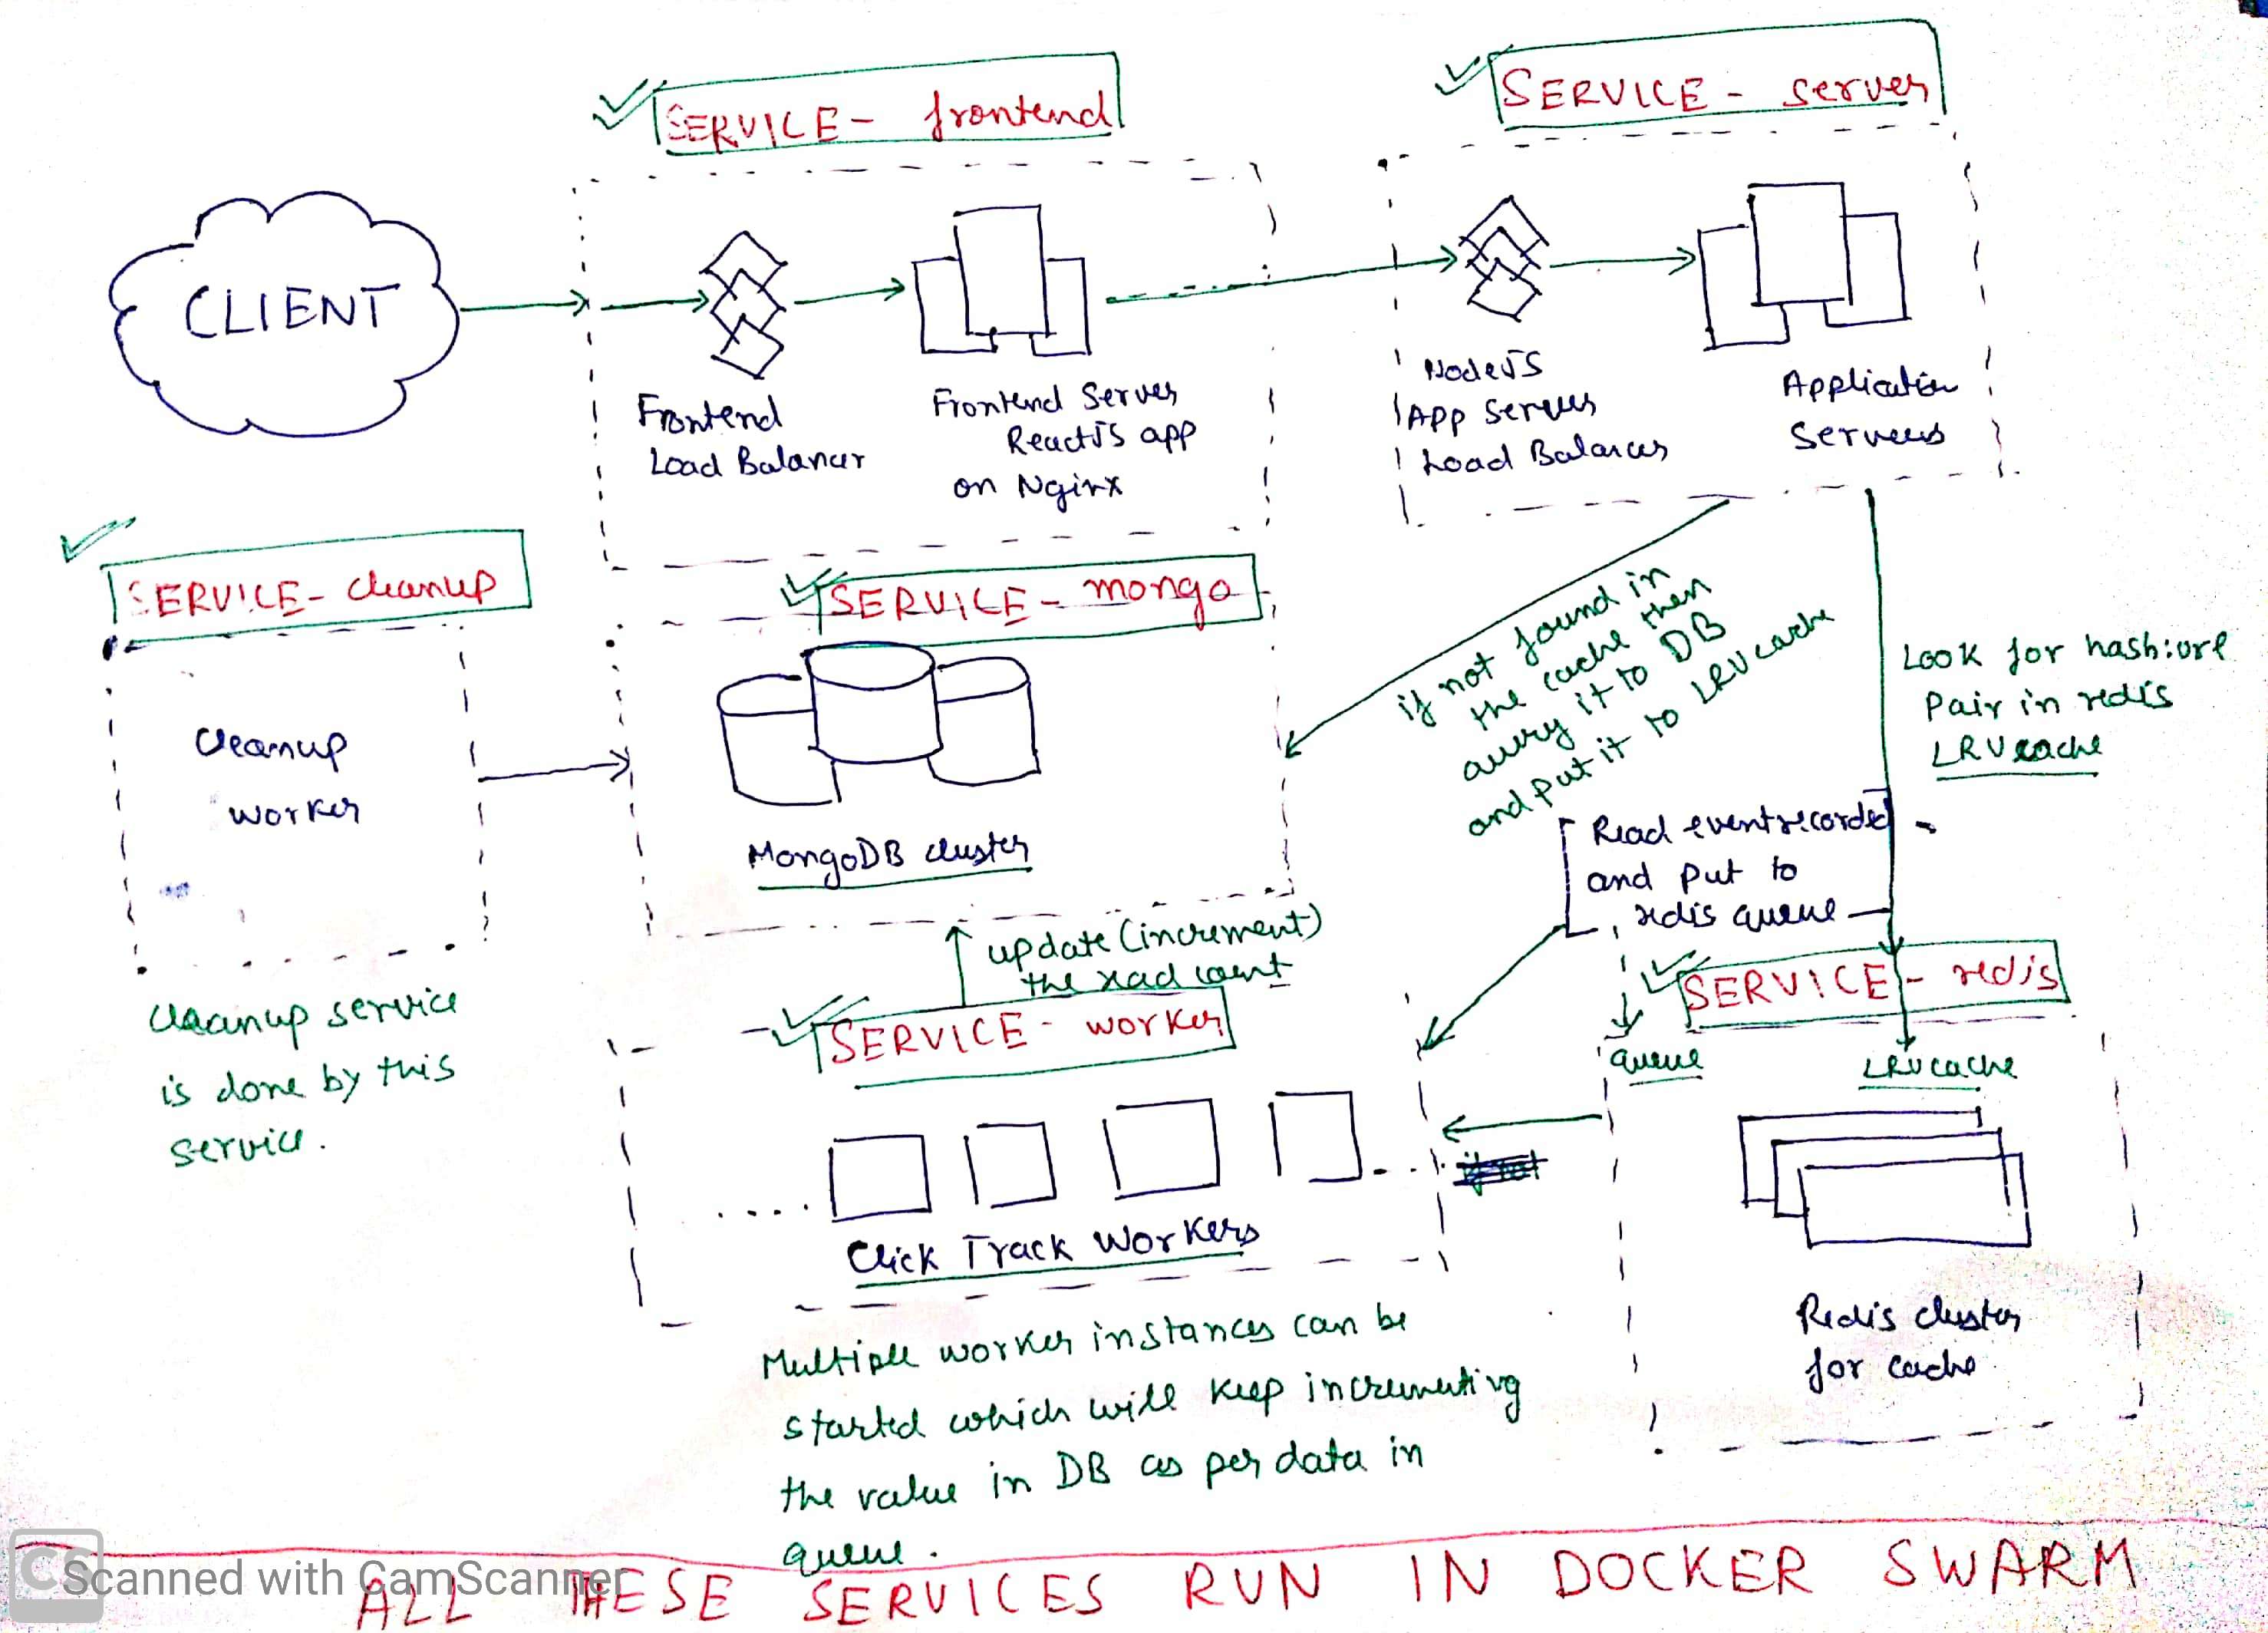 SERVICE - frontend
SERVICE - server
CLIENT
Frontend
Load Balancer
Frontend Server
ReactJS app
on Nginx
NodeJS
App Servers
Load Balancer
Application
Servers
SERVICE - cleanup
Cleanup
worker
Cleanup service
is done by this
service.
SERVICE - mongo
MongoDB cluster
if not found in
the cache then
query it to DB
and put it to LRU cache
Look for hash:url
Pair in redis
LRU cache
Read event recorded
and put to
redis queue
update (increment)
the read count
SERVICE - worker
Click Track Workers
SERVICE - redis
queue
LRU cache
Redis cluster
for cache
Multiple worker instances can be
started which will keep incrementing
the value in DB as per data in
queue.
ALL THESE SERVICES RUN IN DOCKER SWARM
CS Scanned with CamScanner